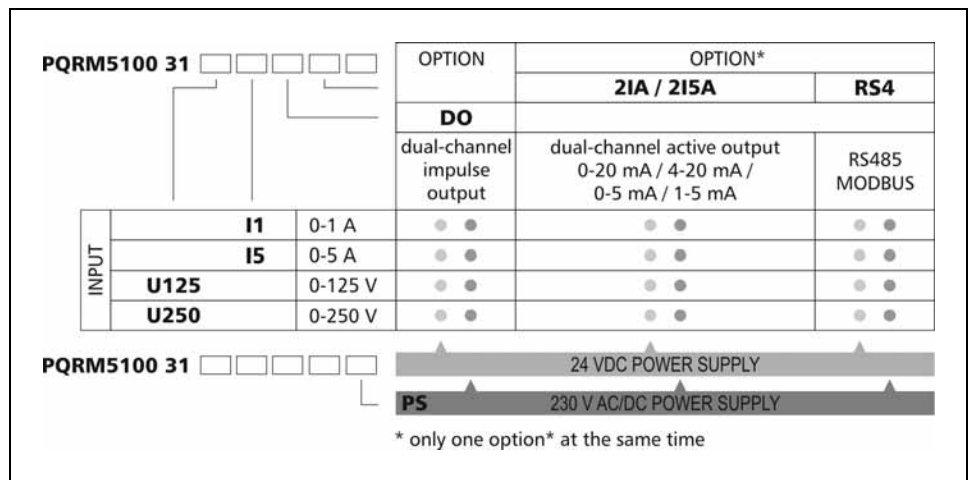 PQRM5100 31
OPTION
OPTION*
2IA / 2I5A
RS4
DO
dual-channel
impulse
output
dual-channel active output
0-20 mA / 4-20 mA /
0-5 mA / 1-5 mA
RS485
MODBUS
INPUT
I1 0-1 A
I5 0-5 A
U125 0-125 V
U250 0-250 V
PQRM5100 31
24 VDC POWER SUPPLY
PS 230 V AC/DC POWER SUPPLY
* only one option* at the same time